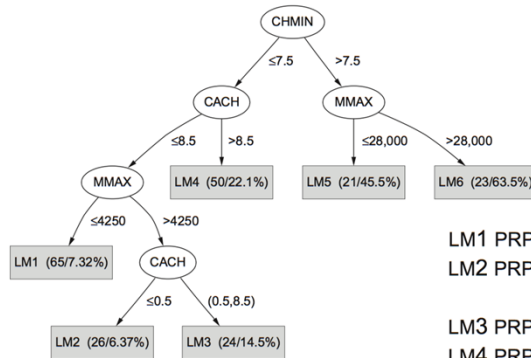 CHMIN
≤7.5 >7.5
CACH MMAX
≤8.5 >8.5 ≤28,000 >28,000
MMAX LM4 (50/22.1%) LM5 (21/45.5%) LM6 (23/63.5%)
≤4250 >4250
LM1 (65/7.32%) CACH
LM1 PRP
LM2 PRP
≤0.5 (0.5,8.5)
LM2 (26/6.37%) LM3 (24/14.5%)
LM3 PRP
LM4 PRP